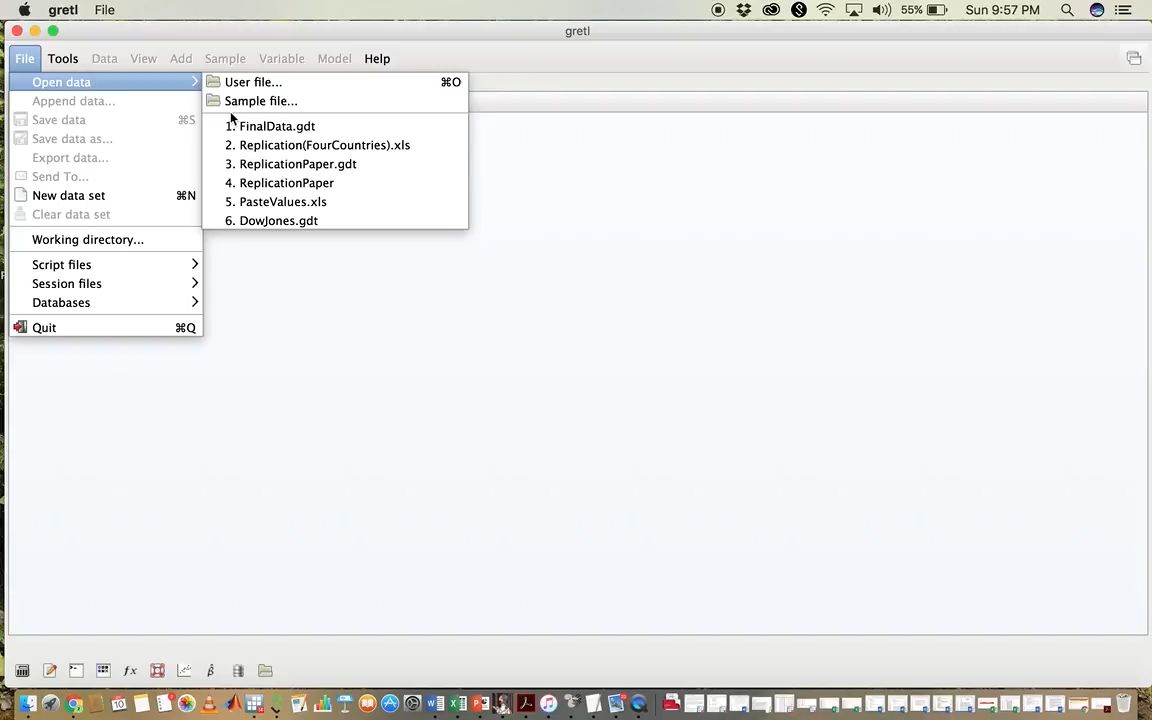 gretl File 55% Sun 9:57 PM
gretl
File Tools Data View Add Sample Variable Model Help
Open data
Append data...
Save data ⌘S
Save data as...
Export data...
Send To...
New data set ⌘N
Clear data set
Working directory...
Script files
Session files
Databases
Quit ⌘Q
User file... ⌘O
Sample file...
1. FinalData.gdt
2. Replication(FourCountries).xls
3. ReplicationPaper.gdt
4. ReplicationPaper
5. PasteValues.xls
6. DowJones.gdt
fx
β
10